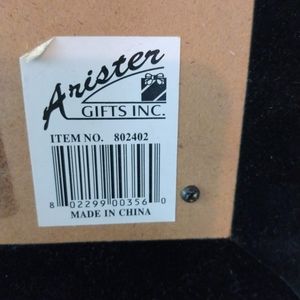 Arister
GIFTS INC.
ITEM NO. 802402
8 02299 00356 0
MADE IN CHINA